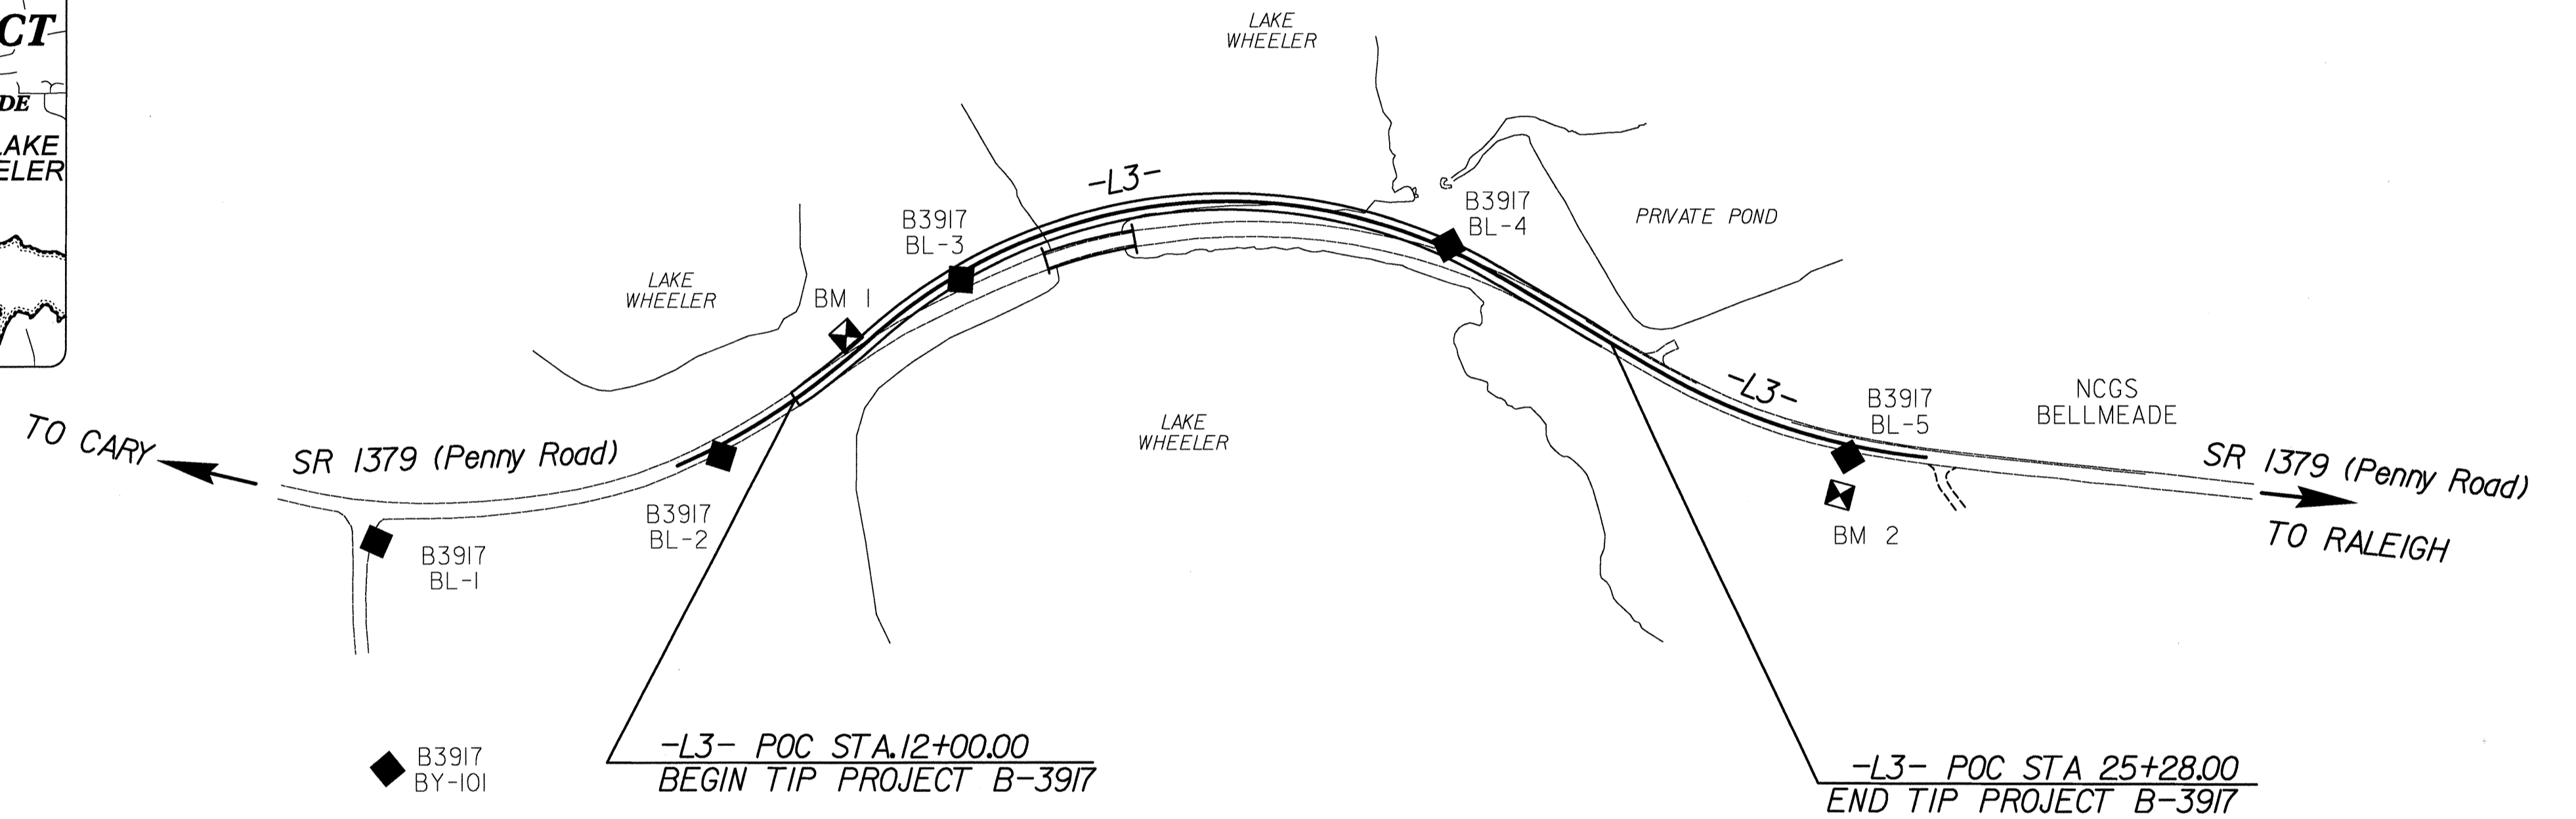 CT
DE
LAKE
WHEELER
LAKE
WHEELER
-L3-
B3917
BL-3
B3917
BL-4
PRIVATE POND
LAKE
WHEELER
BM 1
TO CARY
SR 1379 (Penny Road)
B3917
BL-2
B3917
BL-1
LAKE
WHEELER
-L3-
B3917
BL-5
NCGS
BELLMEADE
SR 1379 (Penny Road)
BM 2
TO RALEIGH
B3917
BY-101
-L3- POC STA.12+00.00
BEGIN TIP PROJECT B-3917
-L3- POC STA 25+28.00
END TIP PROJECT B-3917